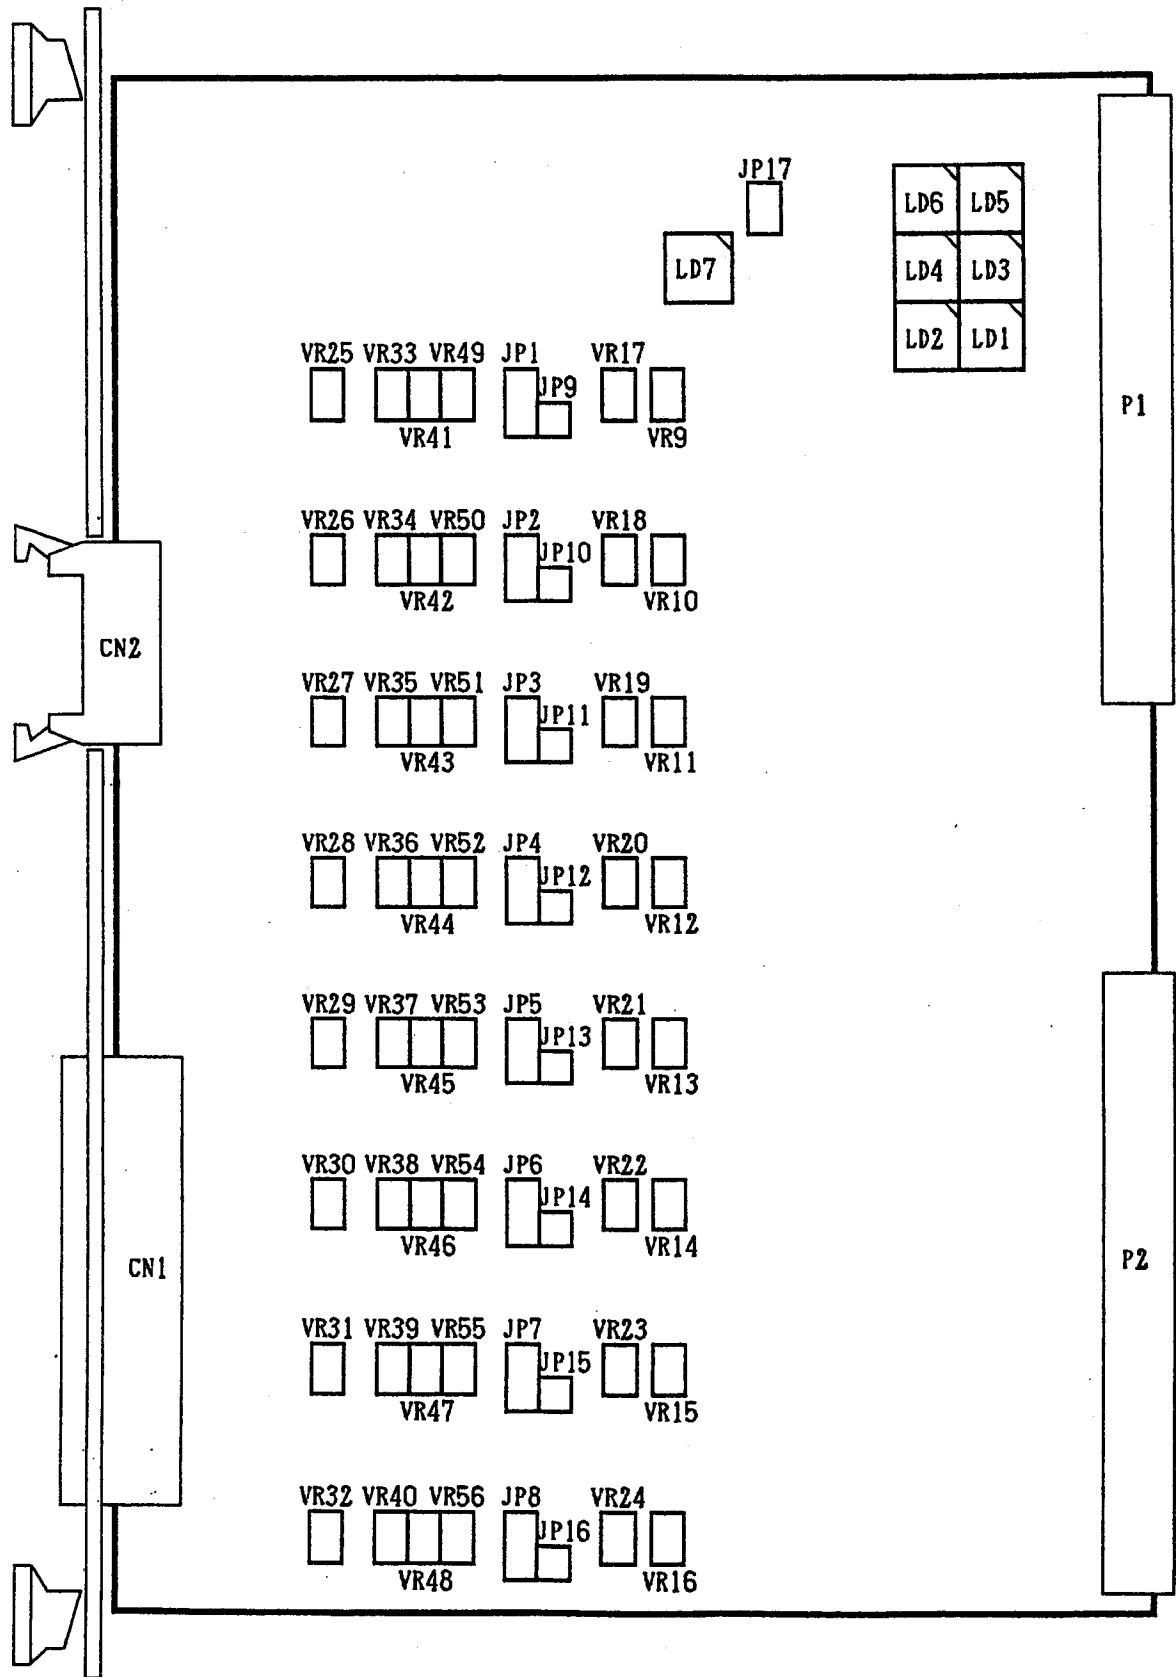 JP17
LD6 LD5
LD7
LD4 LD3
LD2 LD1
VR25 VR33 VR49 JP1 VR17
JP9
P1
VR41 VR9
VR26 VR34 VR50 JP2 VR18
JP10
VR42 VR10
CN2
VR27 VR35 VR51 JP3 VR19
JP11
VR43 VR11
VR28 VR36 VR52 JP4 VR20
JP12
VR44 VR12
VR29 VR37 VR53 JP5 VR21
JP13
VR45 VR13
VR30 VR38 VR54 JP6 VR22
JP14
VR46 VR14
CN1
P2
VR31 VR39 VR55 JP7 VR23
JP15
VR47 VR15
VR32 VR40 VR56 JP8 VR24
JP16
VR48 VR16